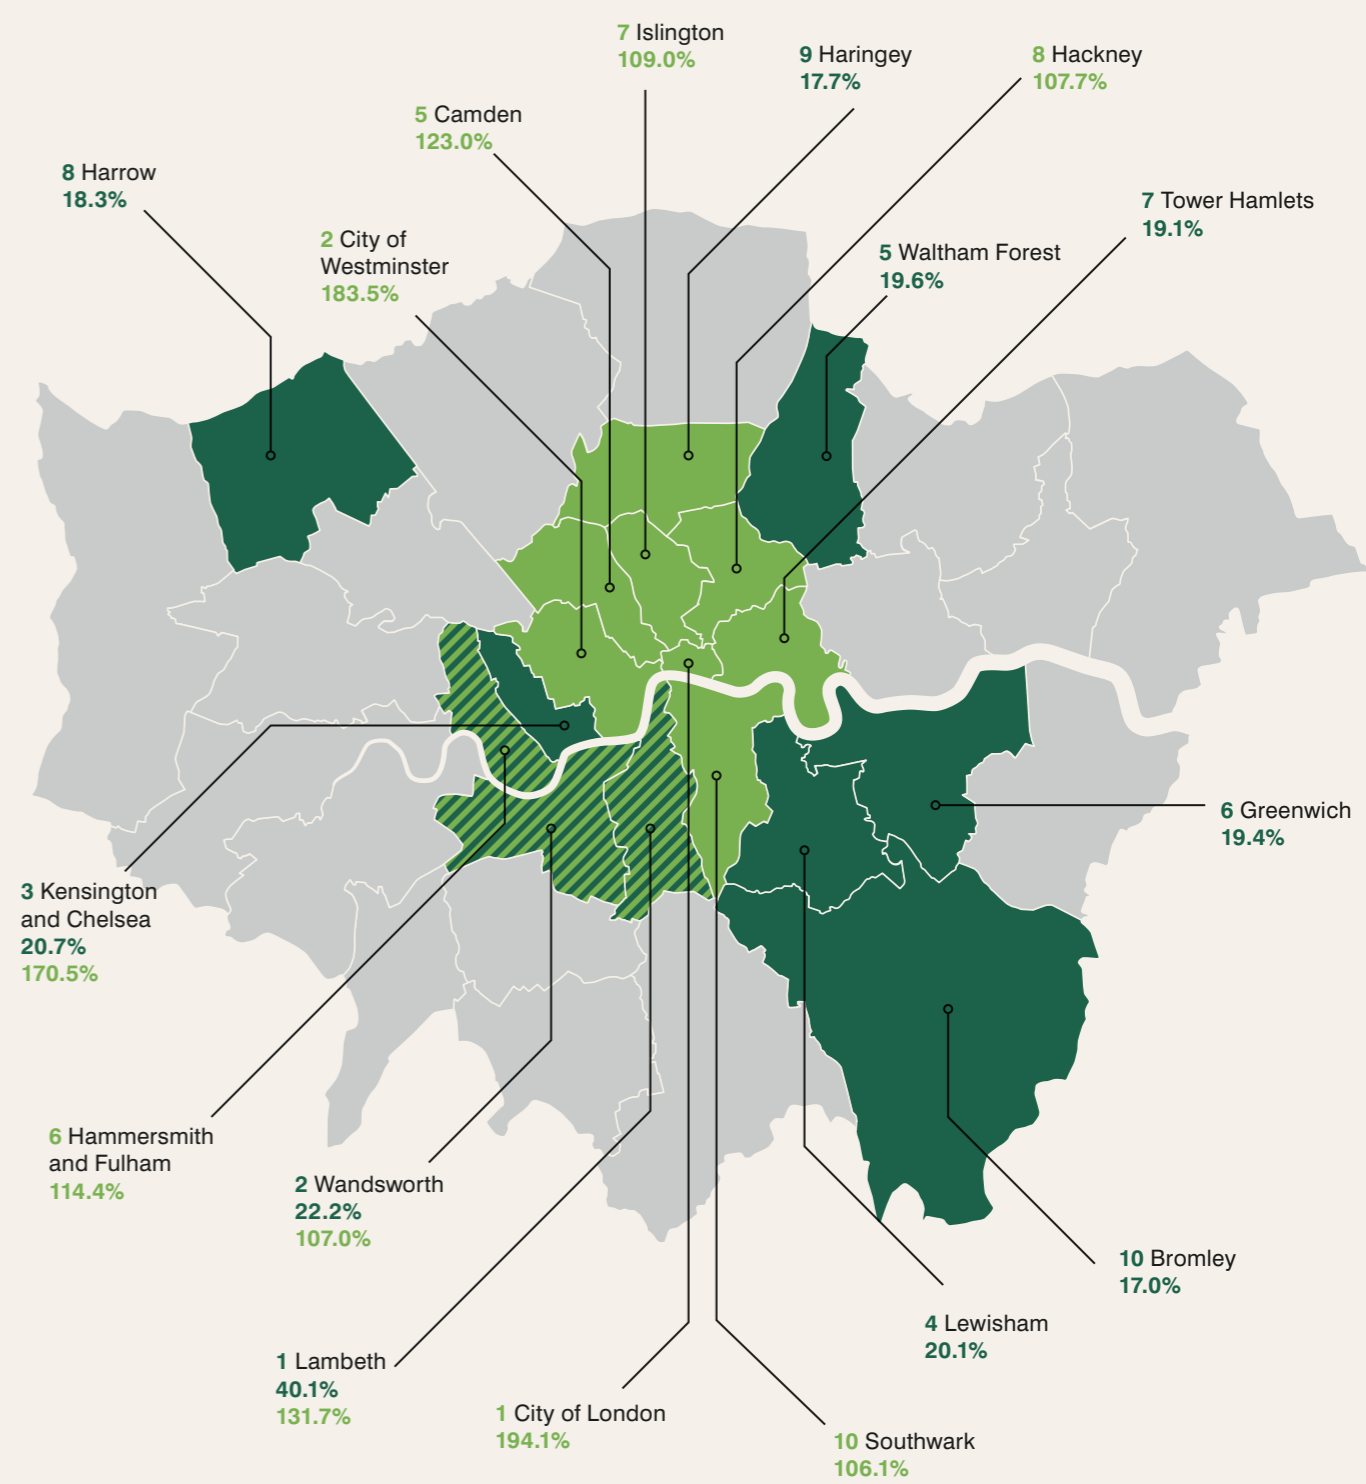 7 Islington
109.0%
9 Haringey
17.7%
8 Hackney
107.7%
5 Camden
123.0%
8 Harrow
18.3%
7 Tower Hamlets
19.1%
2 City of
Westminster
183.5%
5 Waltham Forest
19.6%
6 Greenwich
19.4%
3 Kensington
and Chelsea
20.7%
170.5%
6 Hammersmith
and Fulham
114.4%
2 Wandsworth
22.2%
107.0%
10 Bromley
17.0%
4 Lewisham
20.1%
1 Lambeth
40.1%
131.7%
1 City of London
194.1%
10 Southwark
106.1%